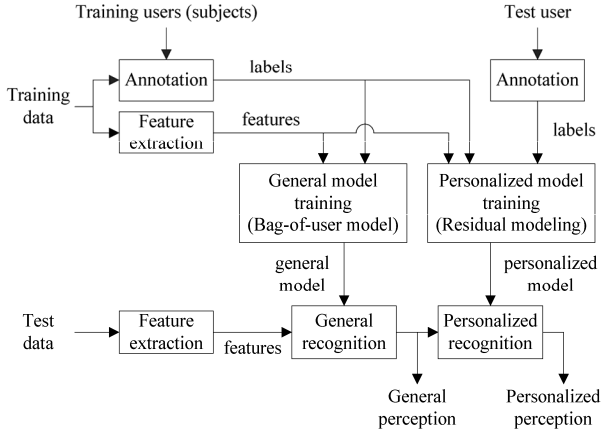 Training users (subjects)
Test user
Training
data
Annotation
labels
Annotation
Feature
extraction
features
labels
General model
training
(Bag-of-user model)
Personalized model
training
(Residual modeling)
general
model
personalized
model
Test
data
Feature
extraction
features
General
recognition
Personalized
recognition
General
perception
Personalized
perception